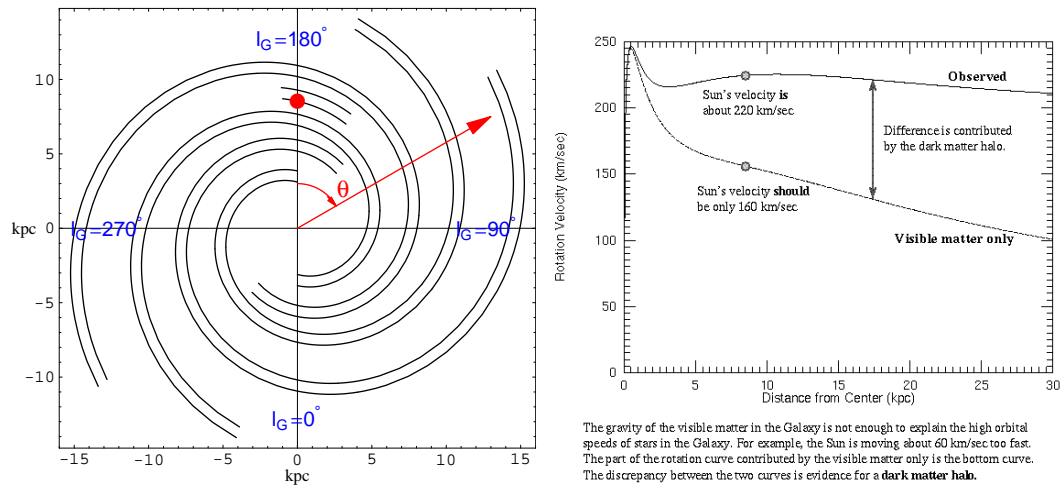 l_G=180°
10
5
kpc
l_G=270°
0
θ
l_G=90°
−5
−10
l_G=0°
−15
−10
−5
0
5
10
15
kpc
250
200
150
100
50
0
Rotation Velocity (km/sec)
Observed
Sun's velocity is
about 220 km/sec
Difference is contributed
by the dark matter halo.
Sun's velocity should
be only 160 km/sec
Visible matter only
0
5
10
15
20
25
30
Distance from Center (kpc)
The gravity of the visible matter in the Galaxy is not enough to explain the high orbital
speeds of stars in the Galaxy. For example, the Sun is moving about 60 km/sec too fast.
The part of the rotation curve contributed by the visible matter only is the bottom curve.
The discrepancy between the two curves is evidence for a dark matter halo.